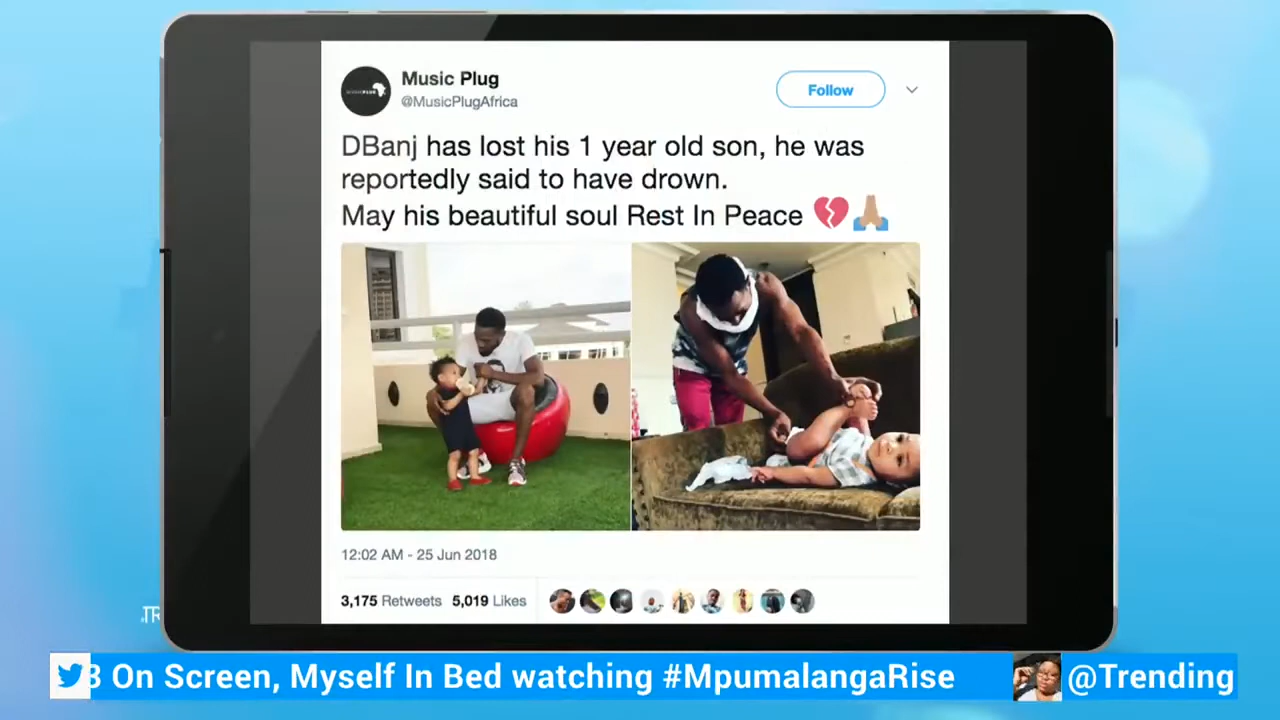 Music Plug
@MusicPlugAfrica
Follow
DBanj has lost his 1 year old son, he was
reportedly said to have drown.
May his beautiful soul Rest In Peace 💔🙏🏽
12:02 AM - 25 Jun 2018
3,175 Retweets 5,019 Likes
On Screen, Myself In Bed watching #MpumalangaRise
@Trending